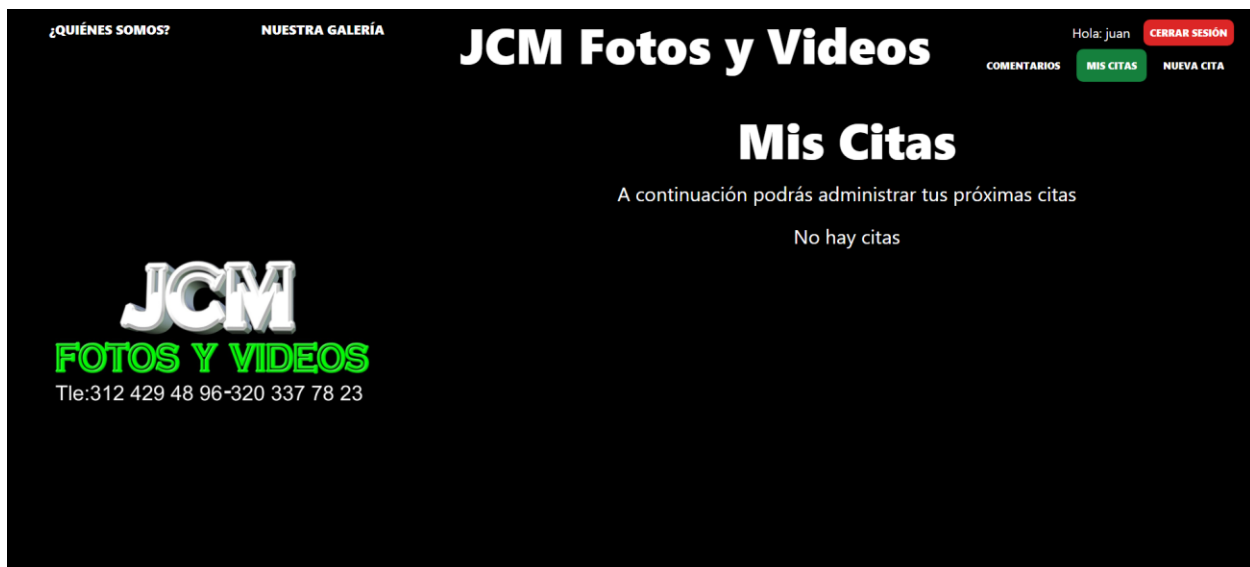 ¿QUIÉNES SOMOS?
NUESTRA GALERÍA
JCM Fotos y Videos
Hola: juan
CERRAR SESIÓN
COMENTARIOS
MIS CITAS
NUEVA CITA
Mis Citas
A continuación podrás administrar tus próximas citas
No hay citas
JCM
FOTOS Y VIDEOS
Tle:312 429 48 96-320 337 78 23